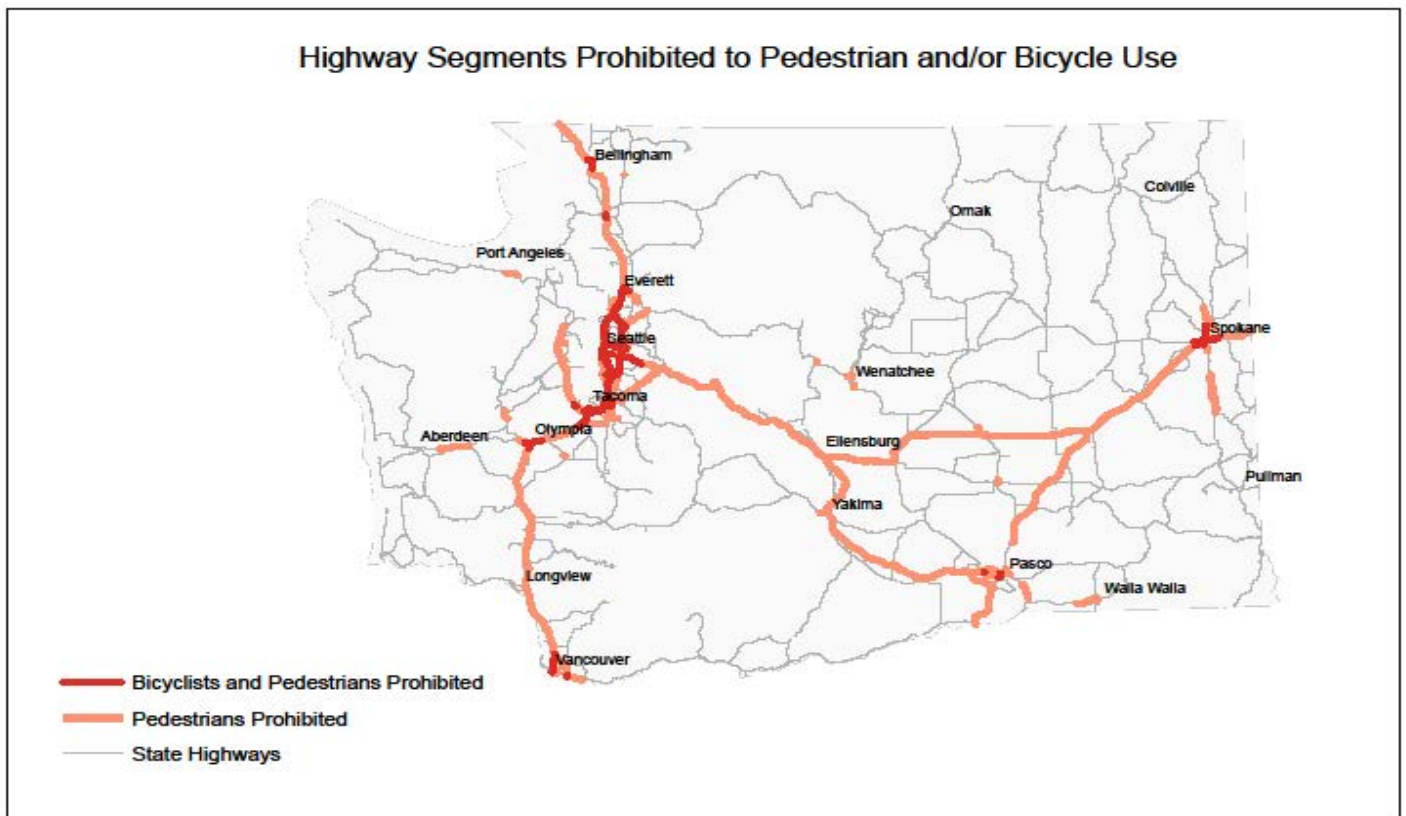 Highway Segments Prohibited to Pedestrian and/or Bicycle Use
Bellingham
Colville
Omak
Port Angeles
Everett
Spokane
Seattle
Wenatchee
Tacoma
Olympia
Aberdeen
Ellensburg
Pullman
Yakima
Pasco
Longview
Walla Walla
Vancouver
Bicyclists and Pedestrians Prohibited
Pedestrians Prohibited
State Highways